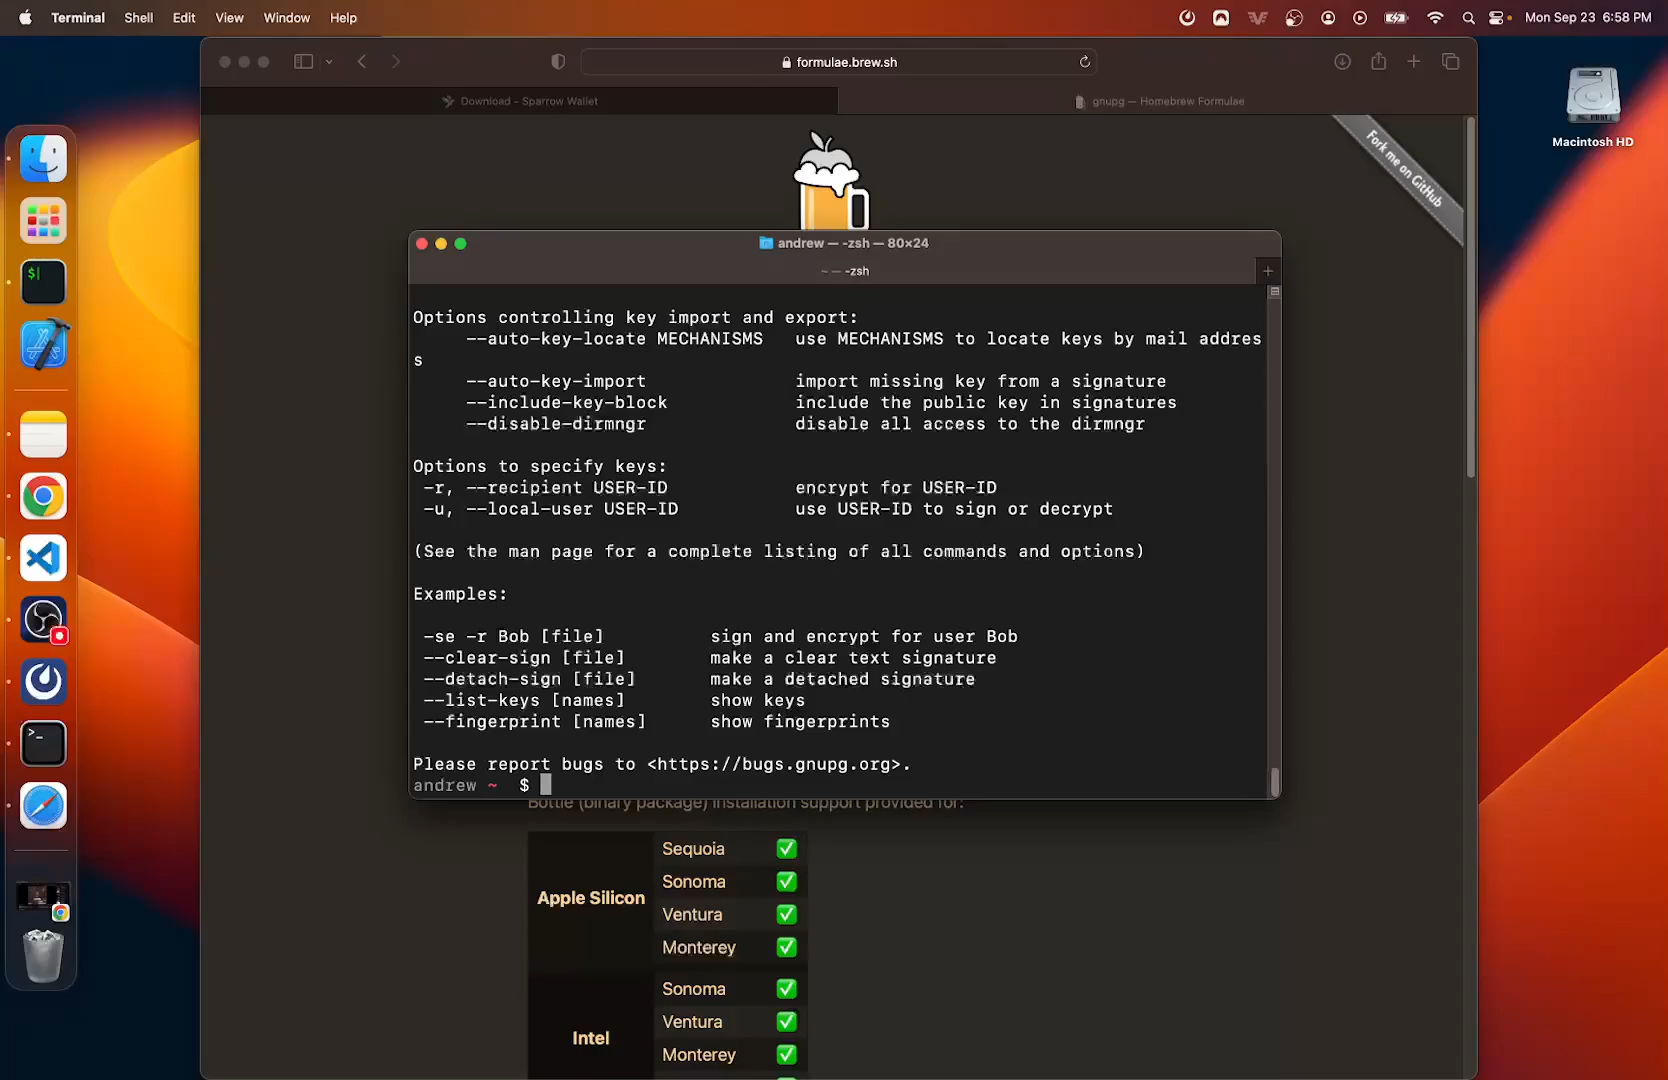 Terminal Shell Edit View Window Help
Mon Sep 23 6:58 PM
formulae.brew.sh
Download – Sparrow Wallet
gnupg — Homebrew Formulae
Fork me on GitHub
Macintosh HD
andrew — -zsh — 80×24
~ — -zsh
Options controlling key import and export:
--auto-key-locate MECHANISMS use MECHANISMS to locate keys by mail addres
s
--auto-key-import import missing key from a signature
--include-key-block include the public key in signatures
--disable-dirmngr disable all access to the dirmngr
Options to specify keys:
-r, --recipient USER-ID encrypt for USER-ID
-u, --local-user USER-ID use USER-ID to sign or decrypt
(See the man page for a complete listing of all commands and options)
Examples:
-se -r Bob [file] sign and encrypt for user Bob
--clear-sign [file] make a clear text signature
--detach-sign [file] make a detached signature
--list-keys [names] show keys
--fingerprint [names] show fingerprints
Please report bugs to <https://bugs.gnupg.org>.
andrew ~ $
Bottle (binary package) installation support provided for:
Apple Silicon
Sequoia ✅
Sonoma ✅
Ventura ✅
Monterey ✅
Intel
Sonoma ✅
Ventura ✅
Monterey ✅